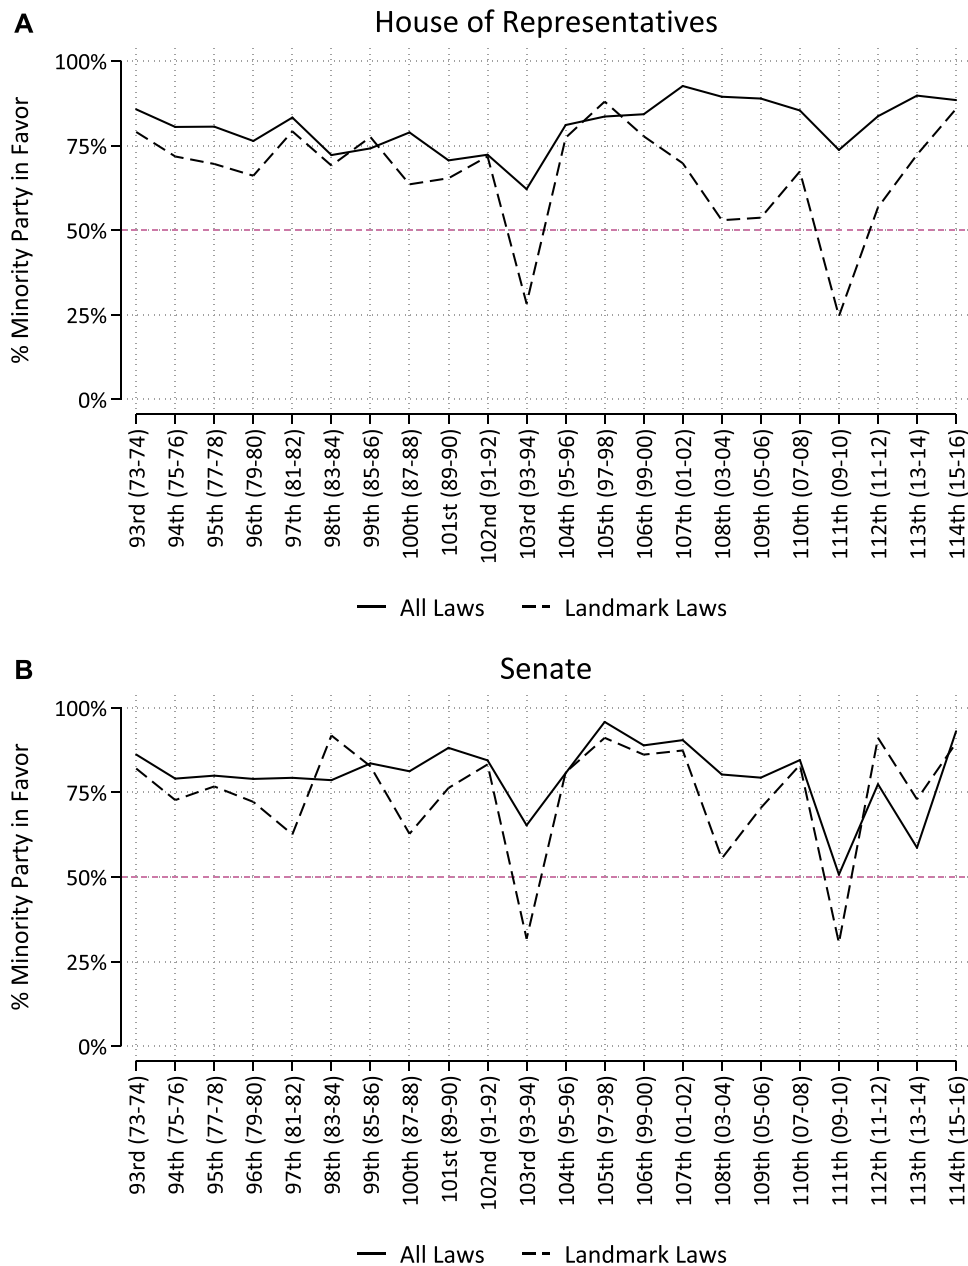 A
House of Representatives
% Minority Party in Favor
100%
75%
50%
25%
0%
93rd (73-74)
94th (75-76)
95th (77-78)
96th (79-80)
97th (81-82)
98th (83-84)
99th (85-86)
100th (87-88)
101st (89-90)
102nd (91-92)
103rd (93-94)
104th (95-96)
105th (97-98)
106th (99-00)
107th (01-02)
108th (03-04)
109th (05-06)
110th (07-08)
111th (09-10)
112th (11-12)
113th (13-14)
114th (15-16)
All Laws Landmark Laws
B
Senate
% Minority Party in Favor
100%
75%
50%
25%
0%
93rd (73-74)
94th (75-76)
95th (77-78)
96th (79-80)
97th (81-82)
98th (83-84)
99th (85-86)
100th (87-88)
101st (89-90)
102nd (91-92)
103rd (93-94)
104th (95-96)
105th (97-98)
106th (99-00)
107th (01-02)
108th (03-04)
109th (05-06)
110th (07-08)
111th (09-10)
112th (11-12)
113th (13-14)
114th (15-16)
All Laws Landmark Laws